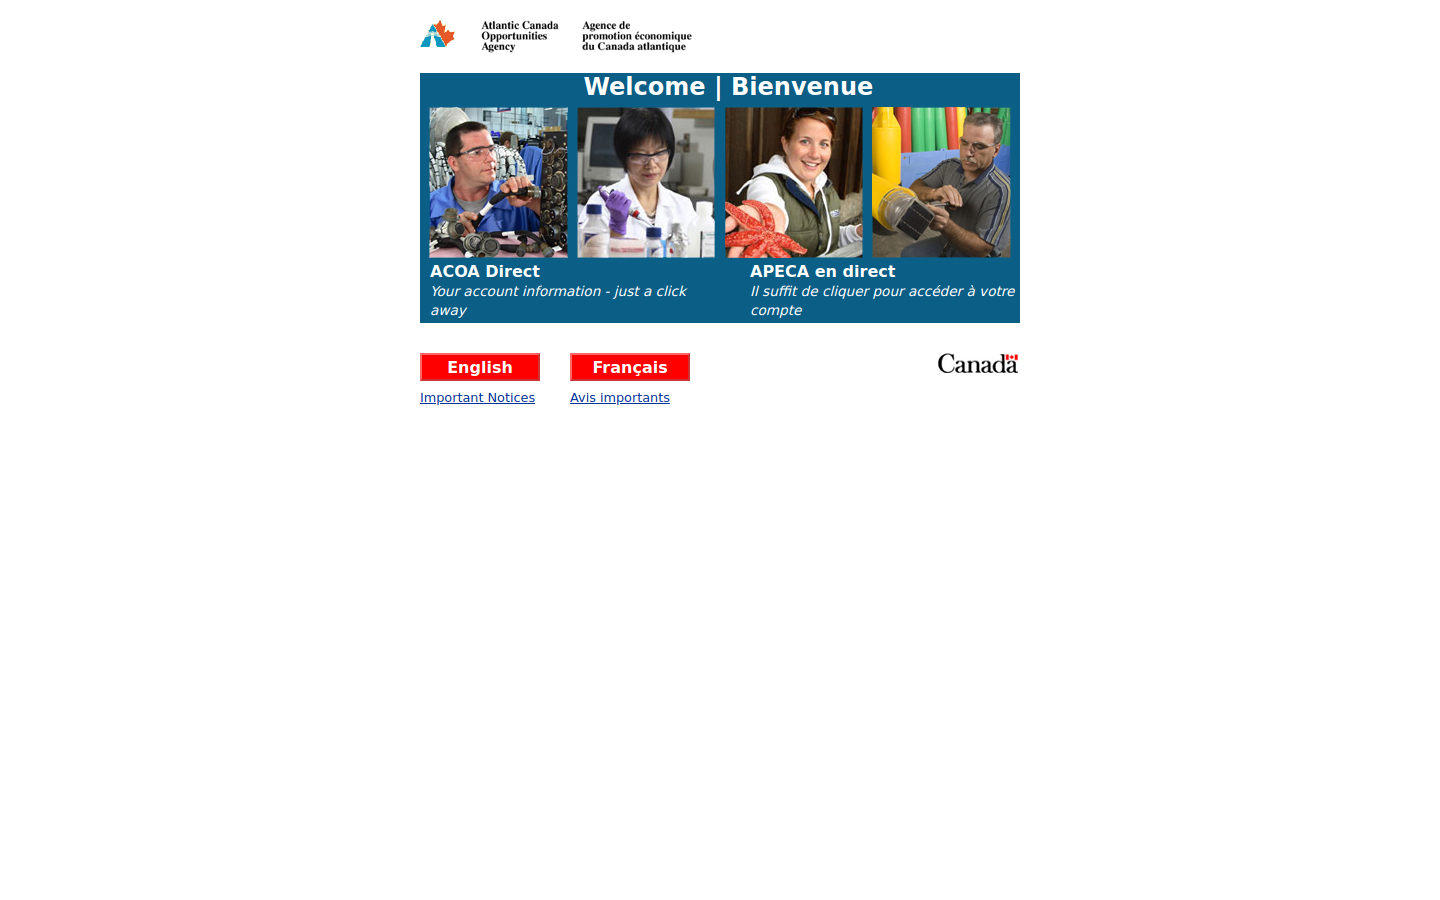 Atlantic Canada
Opportunities
Agency
Agence de
promotion économique
du Canada atlantique
Welcome | Bienvenue
ACOA Direct
Your account information - just a click
away
APECA en direct
Il suffit de cliquer pour accéder à votre
compte
English
Français
Canada
Important Notices
Avis importants